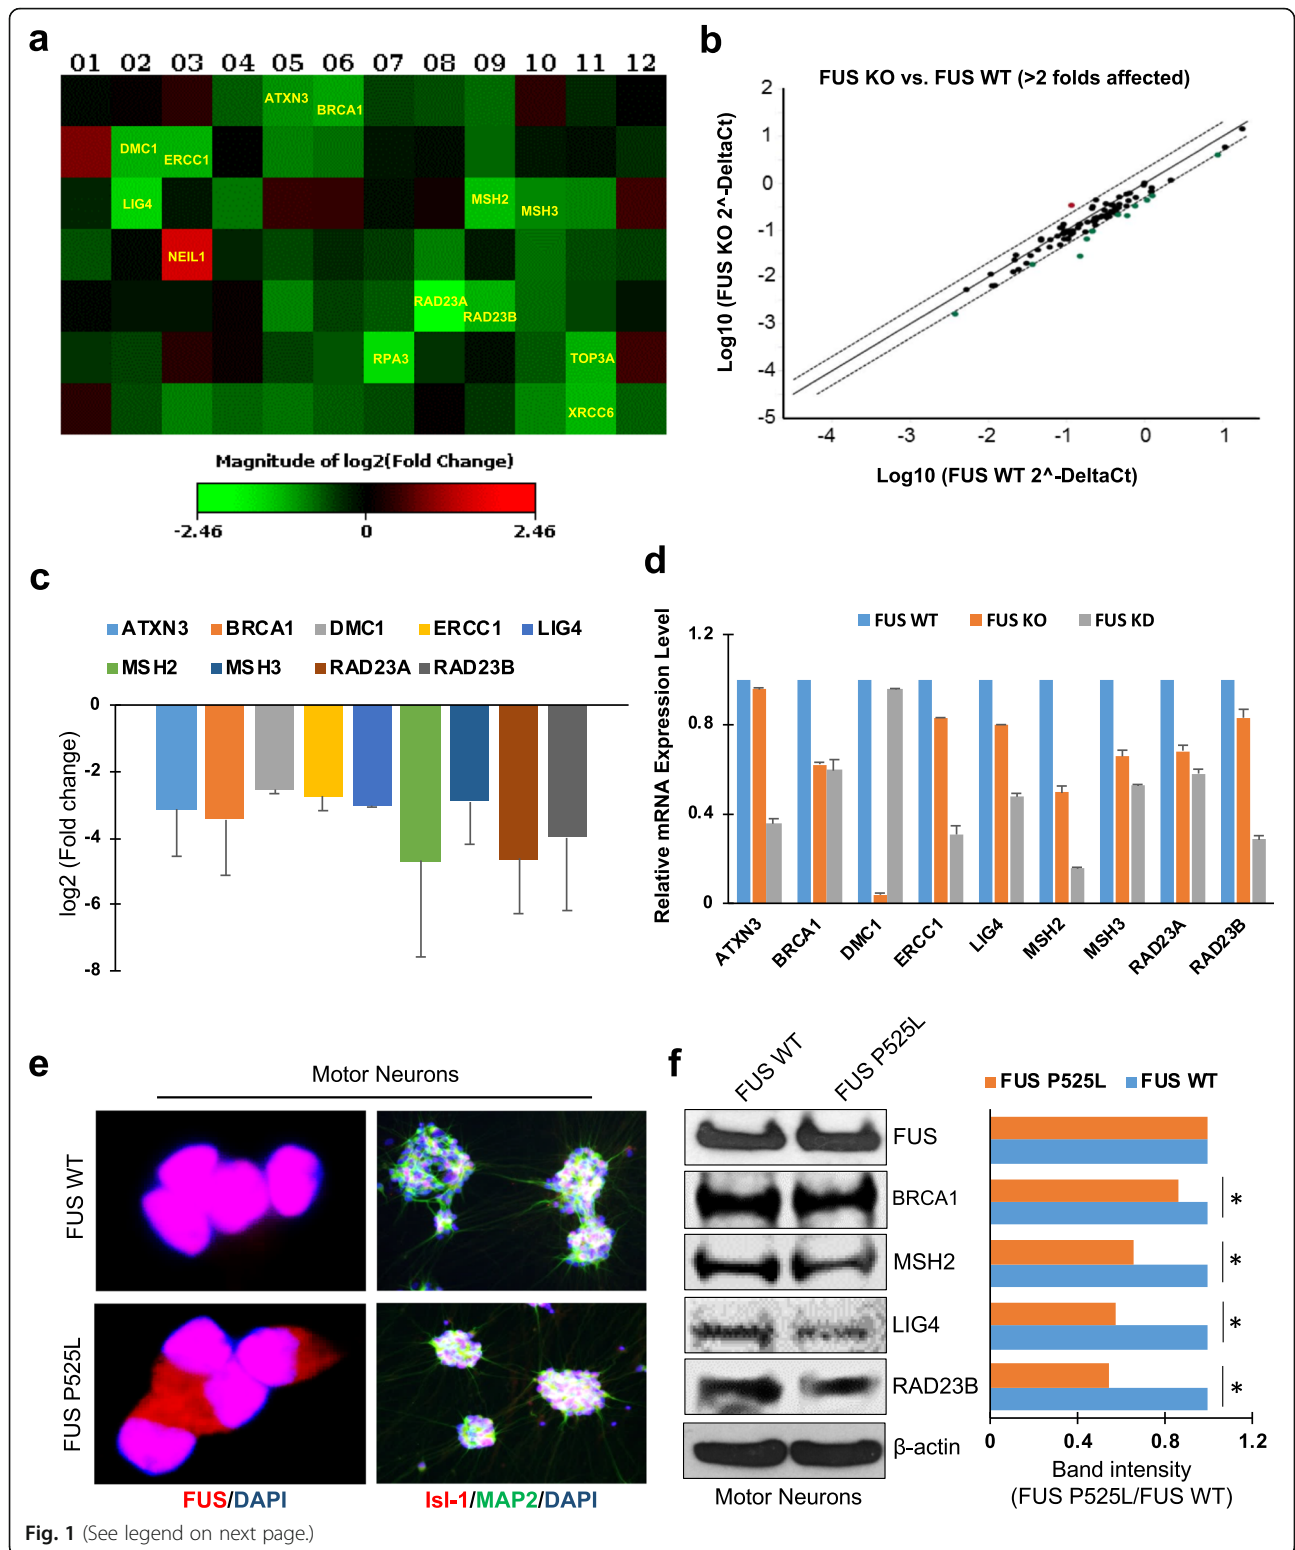 a
01 02 03 04 05 06 07 08 09 10 11 12
ATXN3
BRCA1
DMC1
ERCC1
LIG4
MSH2
MSH3
NEIL1
RAD23A
RAD23B
RPA3
TOP3A
XRCC6
Magnitude of log2(Fold Change)
-2.46 0 2.46
b
FUS KO vs. FUS WT (>2 folds affected)
Log10 (FUS KO 2^-DeltaCt)
2
1
0
-1
-2
-3
-4
-5
-4 -3 -2 -1 0 1
Log10 (FUS WT 2^-DeltaCt)
c
ATXN3 BRCA1 DMC1 ERCC1 LIG4
MSH2 MSH3 RAD23A RAD23B
log2 (Fold change)
0
-2
-4
-6
-8
d
FUS WT FUS KO FUS KD
Relative mRNA Expression Level
1.2
0.8
0.4
0
ATXN3 BRCA1 DMC1 ERCC1 LIG4 MSH2 MSH3 RAD23A RAD23B
e
Motor Neurons
FUS WT
FUS P525L
FUS/DAPI
Isl-1/MAP2/DAPI
f
FUS WT FUS P525L
FUS
BRCA1
MSH2
LIG4
RAD23B
β-actin
Motor Neurons
FUS P525L FUS WT
*
*
*
*
0 0.4 0.8 1.2
Band intensity
(FUS P525L/FUS WT)
Fig. 1 (See legend on next page.)